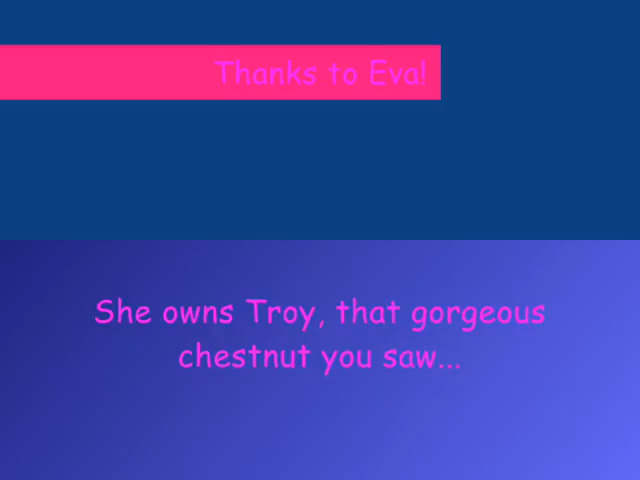 Thanks to Eva!
She owns Troy, that gorgeous
chestnut you saw...